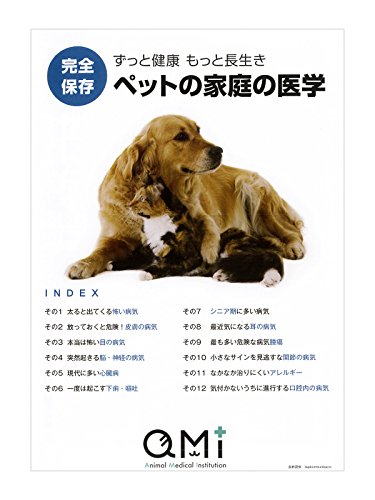 完全
保存
ずっと健康 もっと長生き
ペットの家庭の医学
INDEX
その1 太ると出てくる怖い病気
その2 放っておくと危険!皮膚の病気
その3 本当は怖い目の病気
その4 突然起きる脳・神経の病気
その5 現代に多い心臓病
その6 一度は起こす下痢・嘔吐
その7 シニア期に多い病気
その8 最近気になる耳の病気
その9 最も多い危険な病気腫瘍
その10 小さなサインを見逃すな関節の病気
その11 なかなか治りにくいアレルギー
その12 気付かないうちに進行する口腔内の病気
QMi
Animal Medical Institution